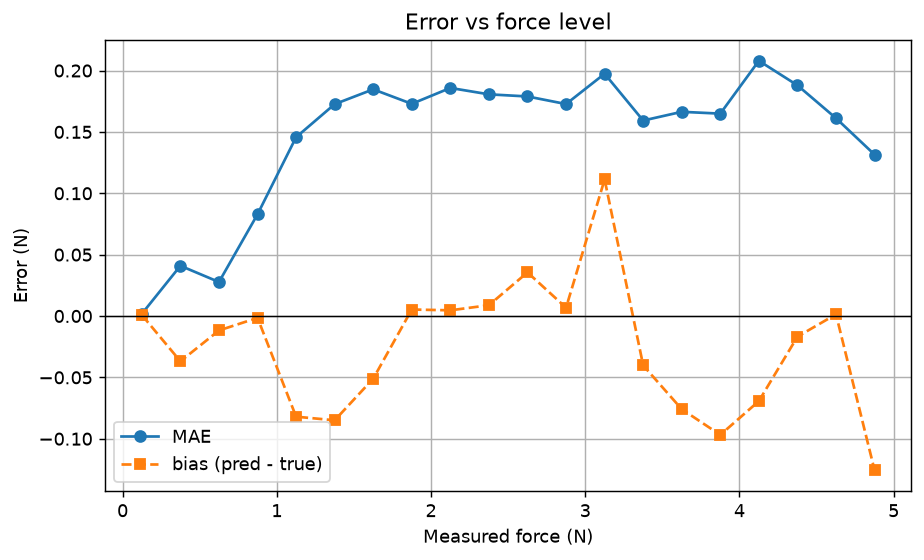 Error vs force level
Error (N)
0.20
0.15
0.10
0.05
0.00
−0.05
−0.10
MAE
bias (pred - true)
0 1 2 3 4 5
Measured force (N)